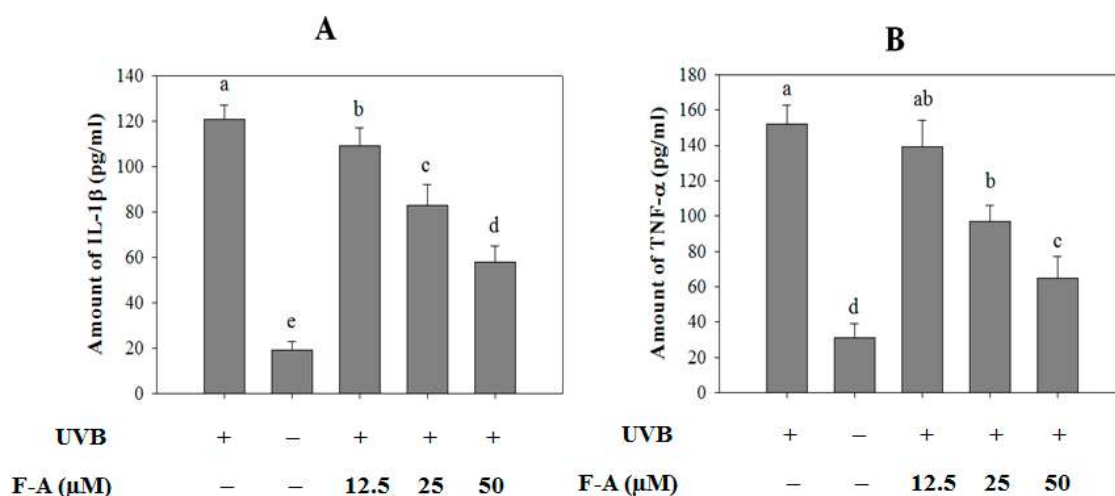 A
Amount of IL-1β (pg/ml)
140
120
100
80
60
40
20
0
a
e
b
c
d
UVB + − + + +
F-A (μM) − − 12.5 25 50
B
Amount of TNF-α (pg/ml)
180
160
140
120
100
80
60
40
20
0
a
d
ab
b
c
UVB + − + + +
F-A (μM) − − 12.5 25 50